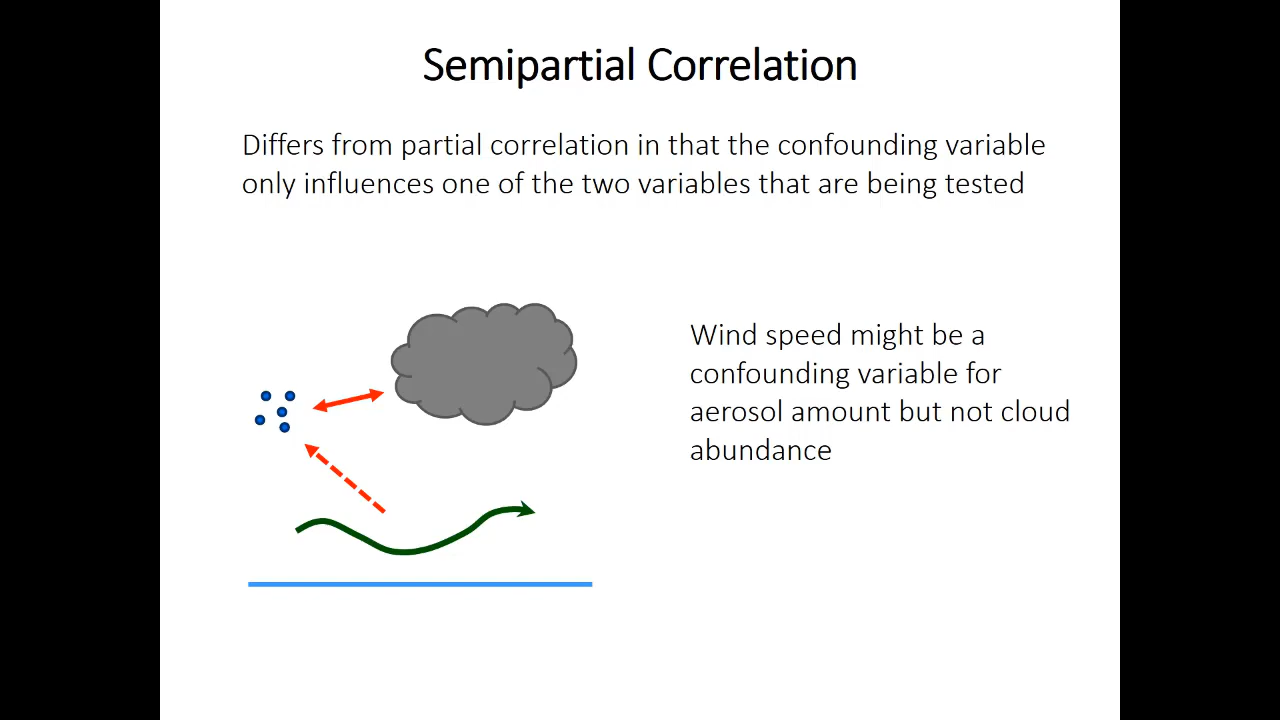 Semipartial Correlation
Differs from partial correlation in that the confounding variable
only influences one of the two variables that are being tested
Wind speed might be a
confounding variable for
aerosol amount but not cloud
abundance